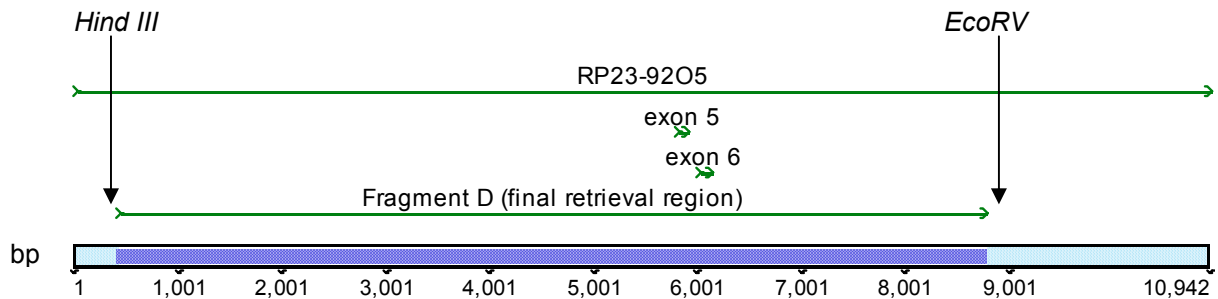 Hind III EcoRV
RP23-92O5
exon 5
exon 6
Fragment D (final retrieval region)
bp
1 1,001 2,001 3,001 4,001 5,001 6,001 7,001 8,001 9,001 10,942